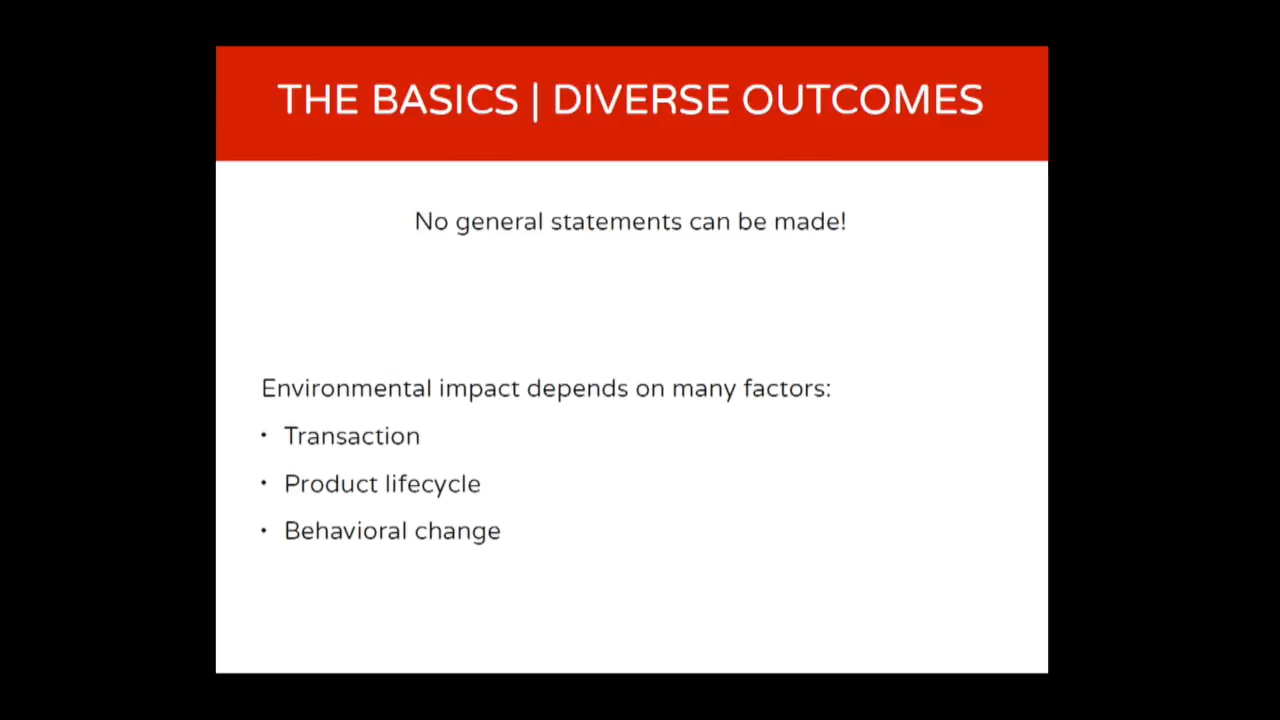 THE BASICS | DIVERSE OUTCOMES
No general statements can be made!
Environmental impact depends on many factors:
• Transaction
• Product lifecycle
• Behavioral change